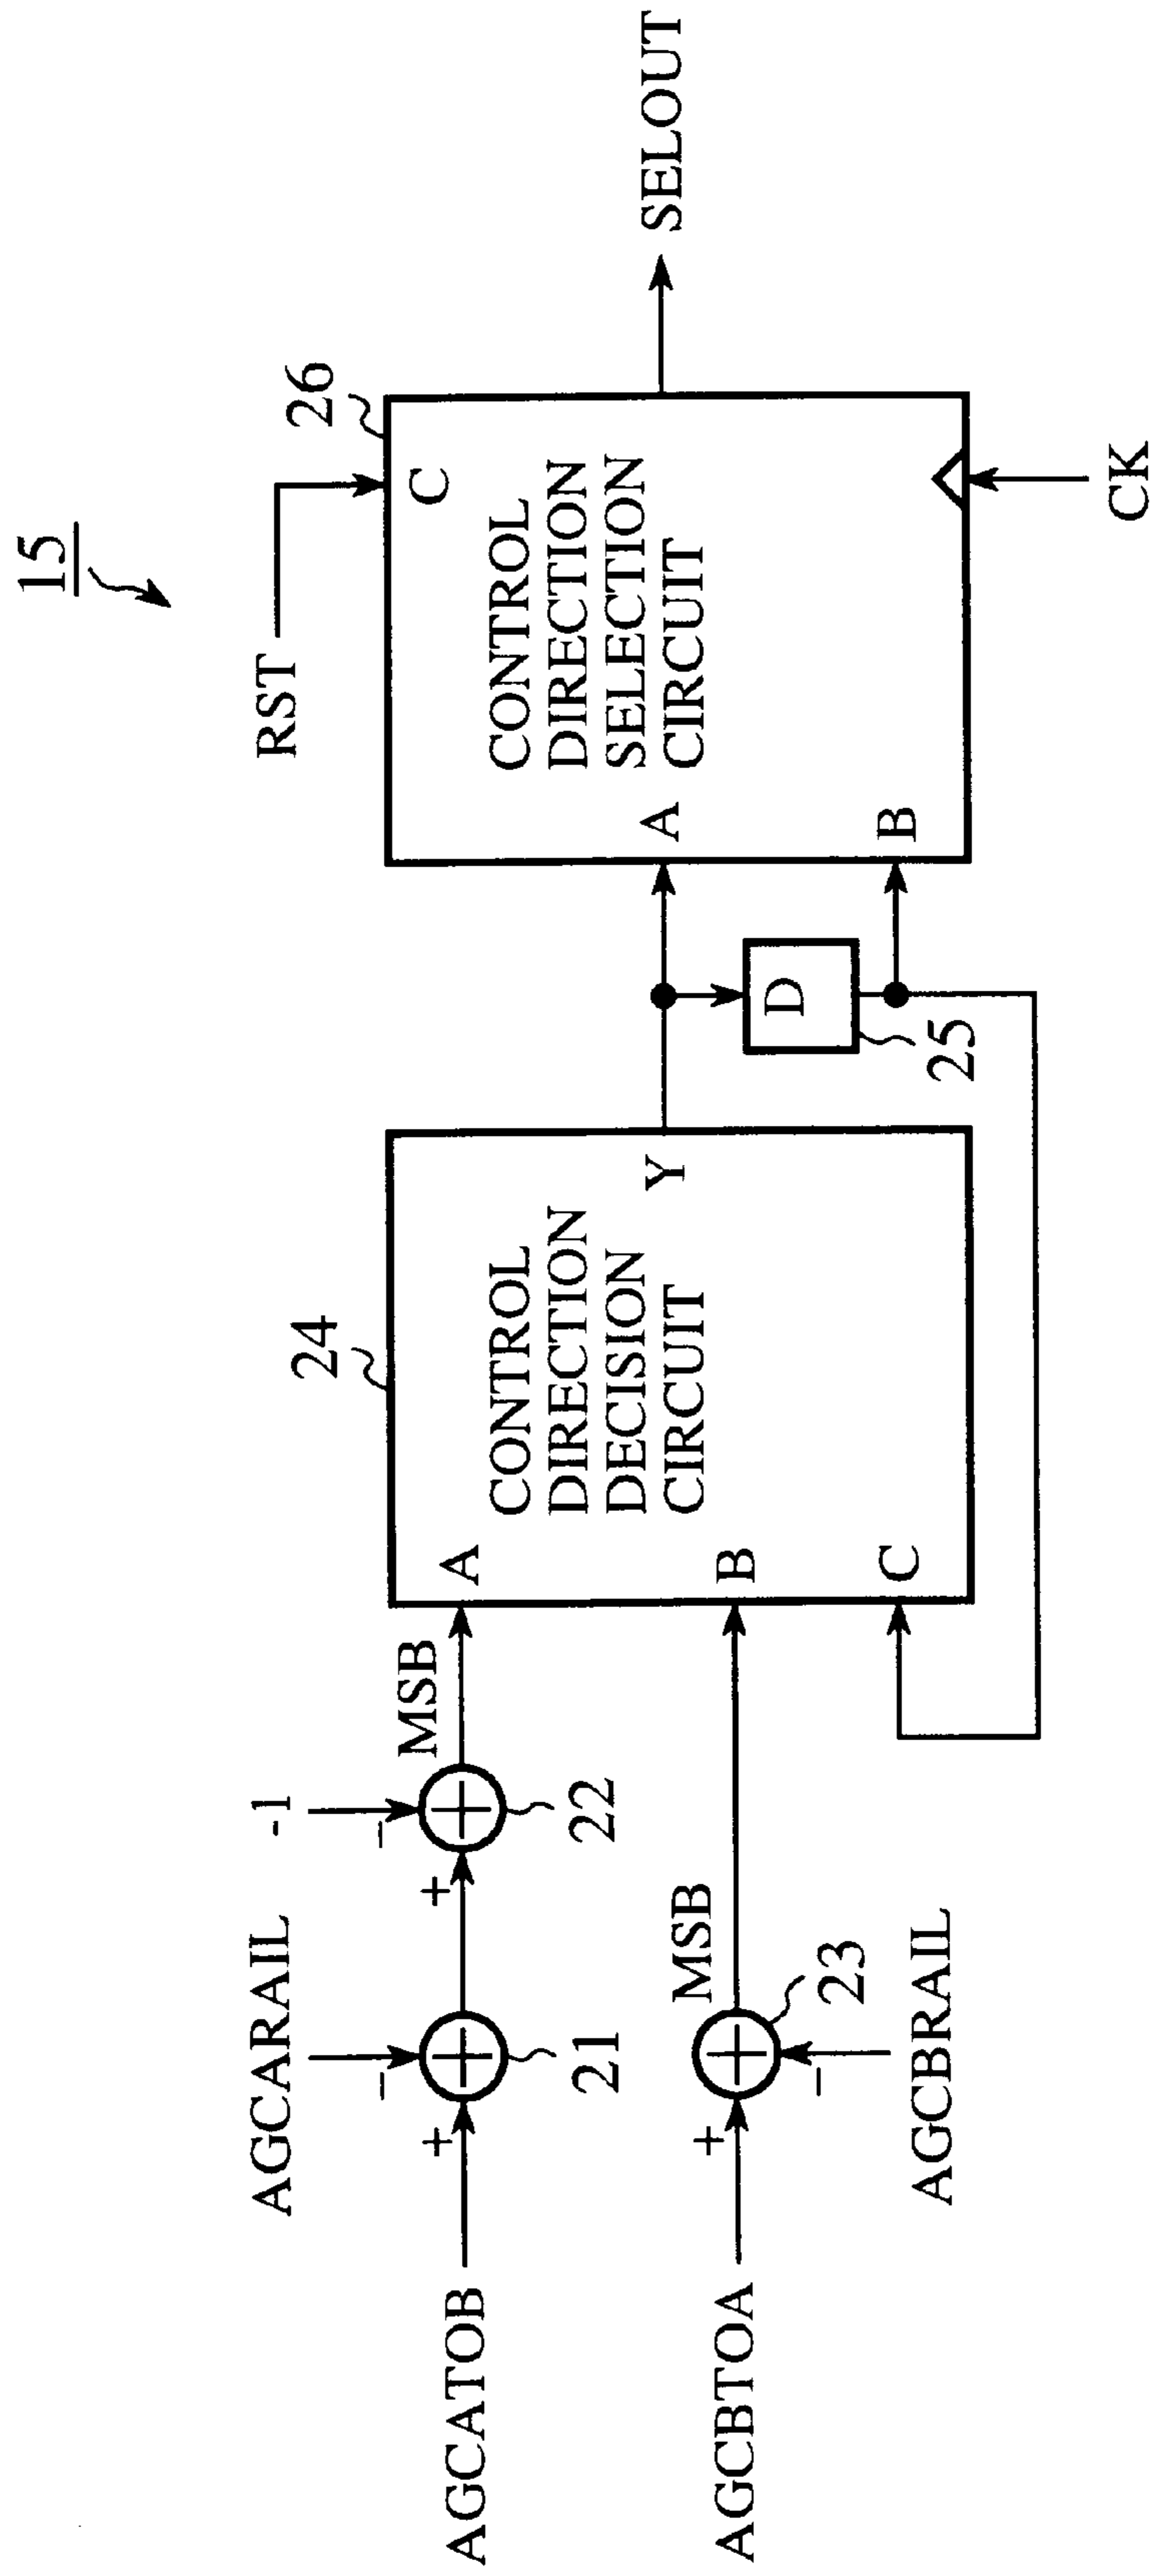 15
RST
26
C
CONTROL
DIRECTION
SELECTION
CIRCUIT
A
B
CK
SELOUT
24
CONTROL
DIRECTION
DECISION
CIRCUIT
A
B
C
Y
D
25
AGCARAIL
-1
−
−
MSB
+
+
21
22
AGCATOB
MSB
+
23
−
AGCBTOA
AGCBRAIL